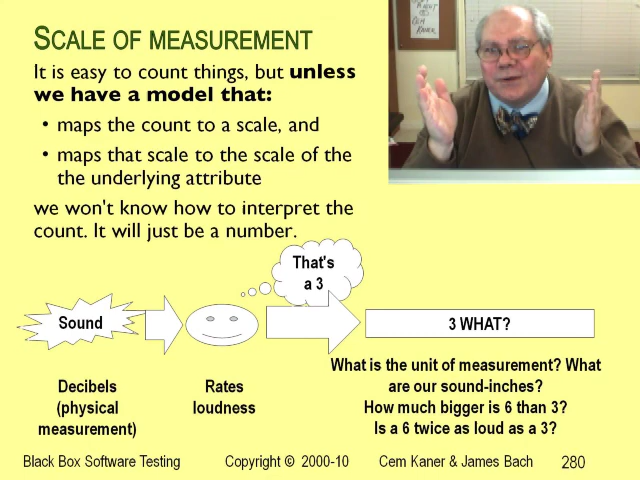 SCALE OF MEASUREMENT
It is easy to count things, but unless
we have a model that:
• maps the count to a scale, and
• maps that scale to the scale of the
the underlying attribute
we won't know how to interpret the
count. It will just be a number.
That's
a 3
Sound
3 WHAT?
Decibels
(physical
measurement)
Rates
loudness
What is the unit of measurement? What
are our sound-inches?
How much bigger is 6 than 3?
Is a 6 twice as loud as a 3?
Black Box Software Testing
Copyright © 2000-10
Cem Kaner & James Bach
280
CEM
KANER